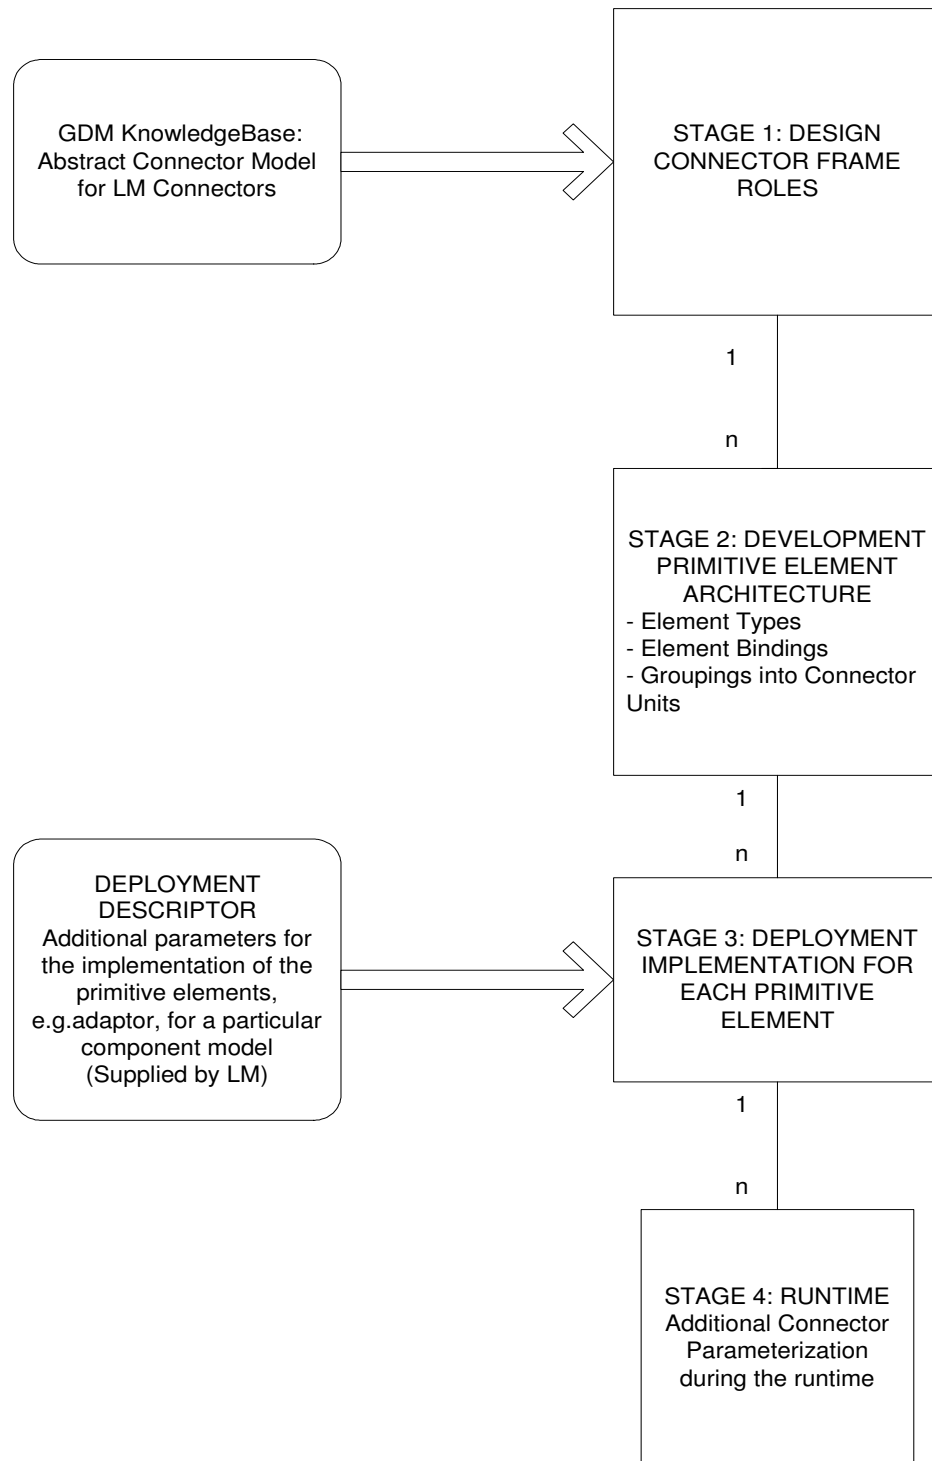 GDM KnowledgeBase:
Abstract Connector Model
for LM Connectors
STAGE 1: DESIGN
CONNECTOR FRAME
ROLES
1
n
STAGE 2: DEVELOPMENT
PRIMITIVE ELEMENT
ARCHITECTURE
- Element Types
- Element Bindings
- Groupings into Connector
Units
1
n
DEPLOYMENT
DESCRIPTOR
Additional parameters for
the implementation of the
primitive elements,
e.g.adaptor, for a particular
component model
(Supplied by LM)
STAGE 3: DEPLOYMENT
IMPLEMENTATION FOR
EACH PRIMITIVE
ELEMENT
1
n
STAGE 4: RUNTIME
Additional Connector
Parameterization
during the runtime